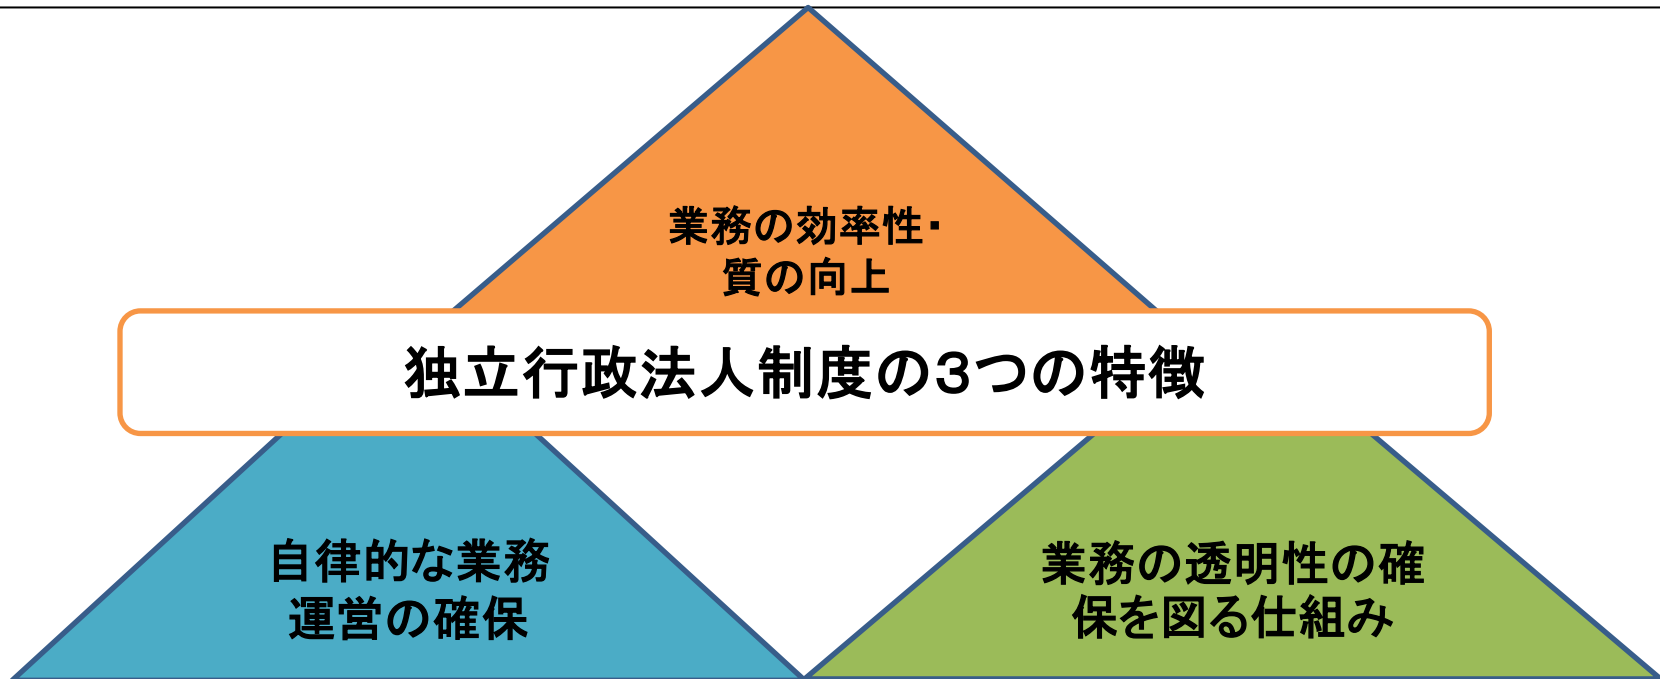 業務の効率性・
質の向上
独立行政法人制度の３つの特徴
自律的な業務
運営の確保
業務の透明性の確
保を図る仕組み